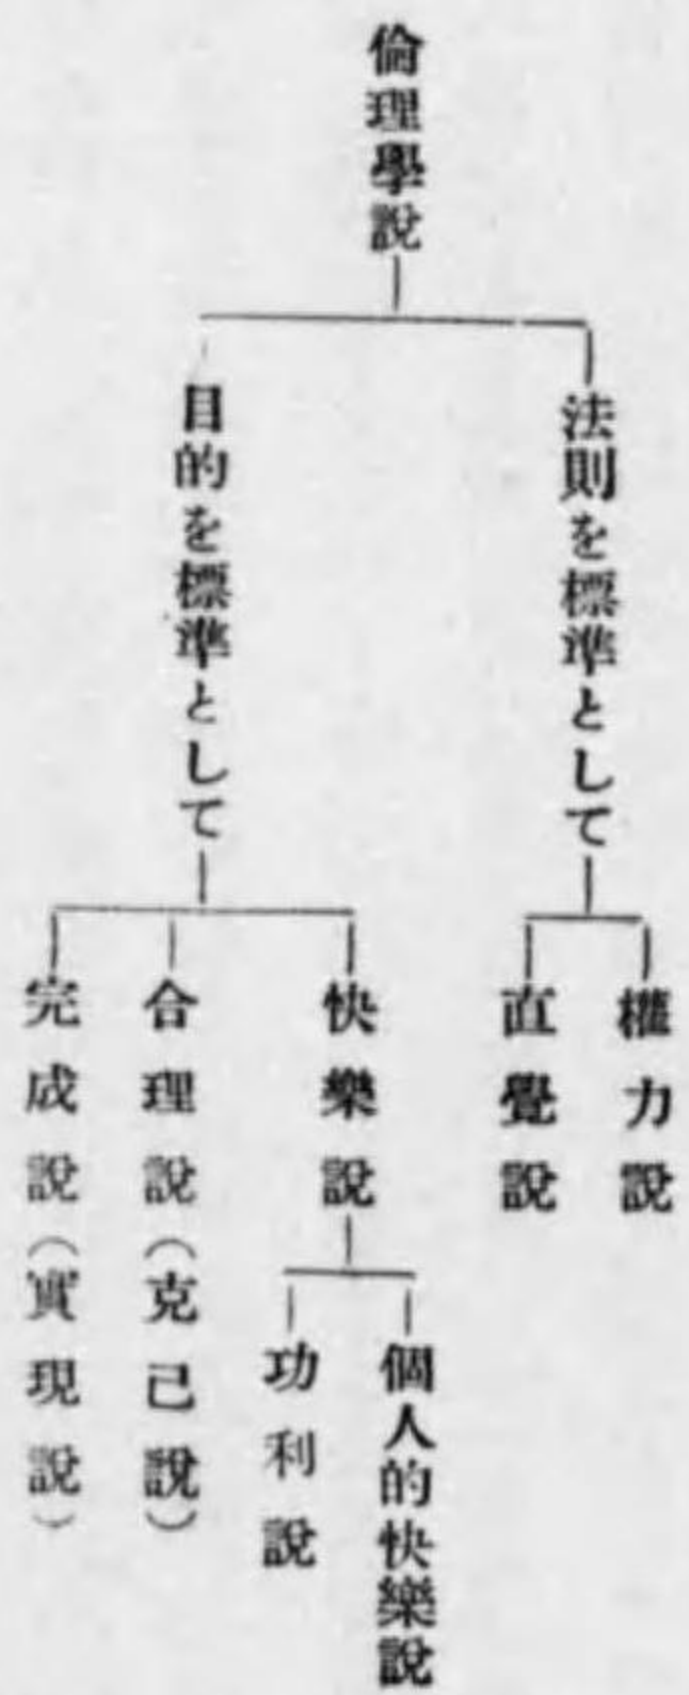 倫理學說
法則を標準として
權力說
直覺說
目的を標準として
快樂說
個人的快樂說
功利說
合理說（克己說）
完成說（實現說）